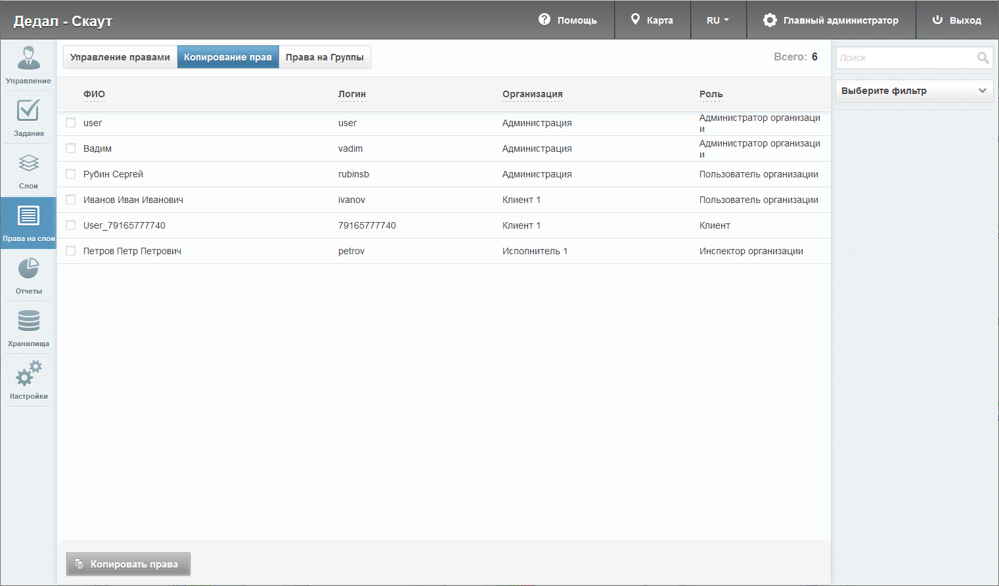 Дедал - Скаут
Помощь
Карта
RU
Главный администратор
Выход
Управление
Задания
Слои
Права на слои
Отчеты
Хранилища
Настройки
Управление правами Копирование прав Права на Группы
Всего: 6
ФИО Логин Организация Роль
user user Администрация Администратор организаци
и
Вадим vadim Администрация Администратор организаци
и
Рубин Сергей rubinsb Администрация Пользователь организации
Иванов Иван Иванович ivanov Клиент 1 Пользователь организации
User_79165777740 79165777740 Клиент 1 Клиент
Петров Петр Петрович petrov Исполнитель 1 Инспектор организации
Копировать права
Поиск
Выберите фильтр